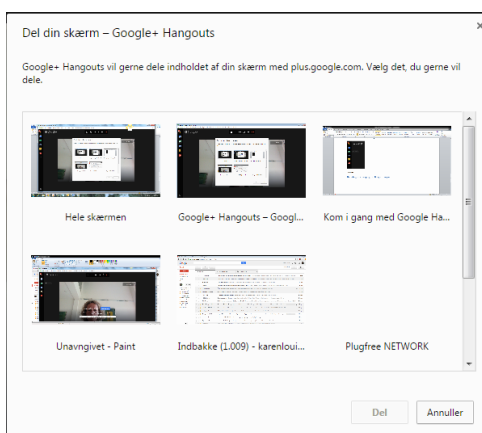 Del din skærm – Google+ Hangouts
Google+ Hangouts vil gerne dele indholdet af din skærm med plus.google.com. Vælg det, du gerne vil
dele.
Hele skærmen
Google+ Hangouts – Googl...
Kom i gang med Google Ha...
Unavngivet - Paint
Indbakke (1.009) - karenloui...
Plugfree NETWORK
Del
Annuller